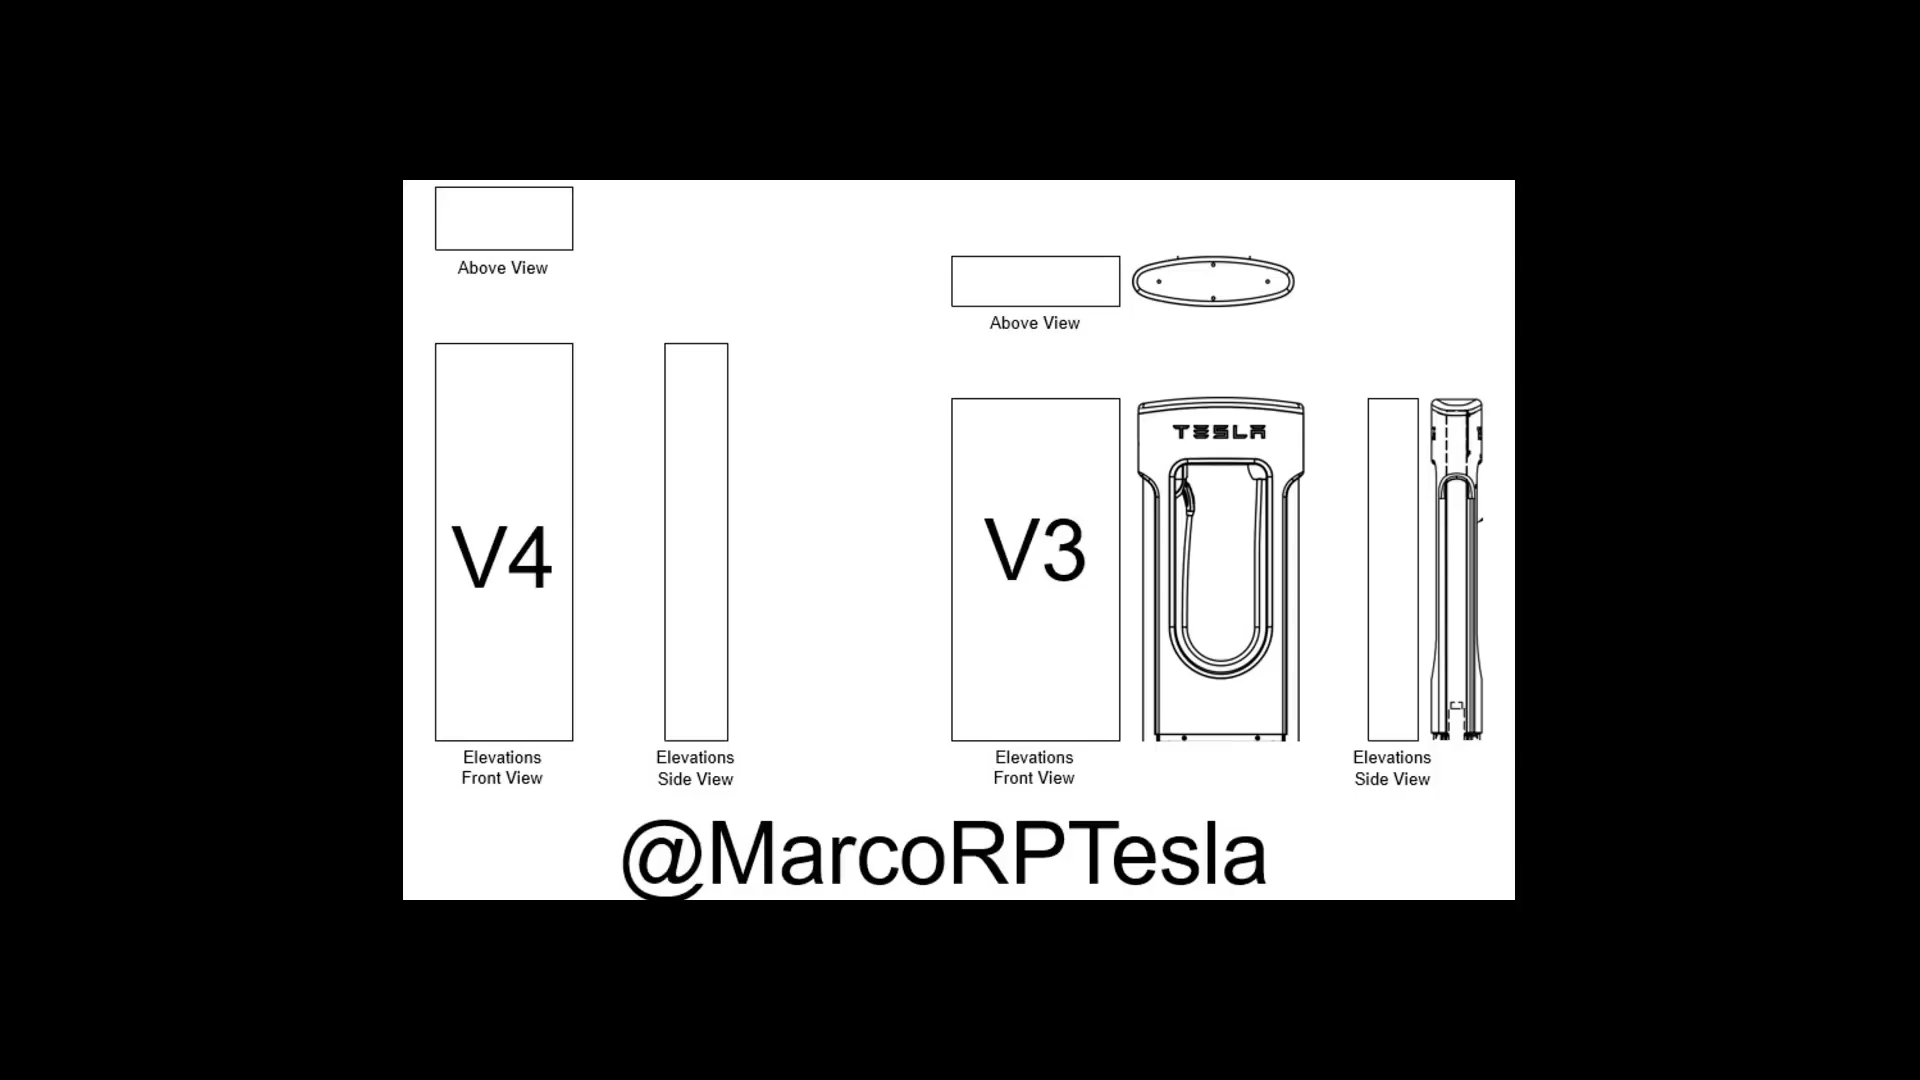 Above View
Above View
TESLA
V4
V3
Elevations
Front View
Elevations
Side View
Elevations
Front View
Elevations
Side View
@MarcoRPTesla